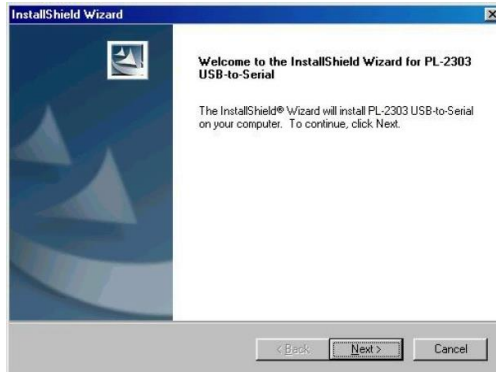 InstallShield Wizard
Welcome to the InstallShield Wizard for PL-2303
USB-to-Serial
The InstallShield® Wizard will install PL-2303 USB-to-Serial
on your computer. To continue, click Next.
< Back
Next >
Cancel